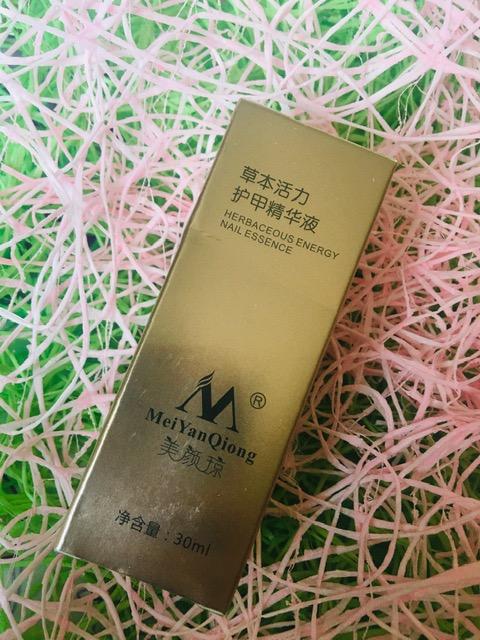 草本活力
护甲精华液
HERBACEOUS ENERGY
NAIL ESSENCE
®
MeiYanQiong
美颜琼
净含量：30ml